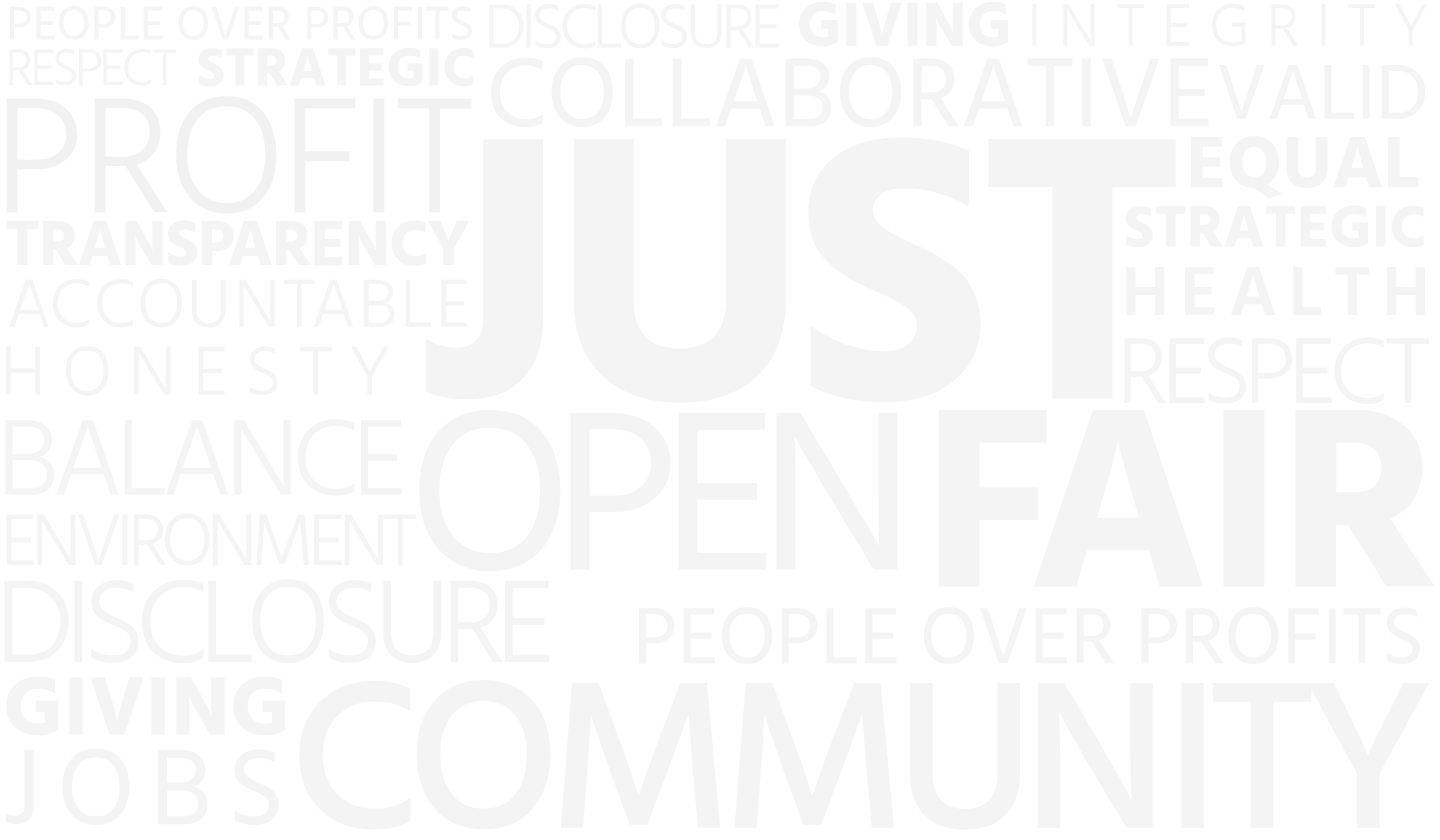 PEOPLE OVER PROFITS
DISCLOSURE
GIVING
INTEGRITY
RESPECT
STRATEGIC
COLLABORATIVE
VALID
PROFIT
JUST
EQUAL
TRANSPARENCY
STRATEGIC
ACCOUNTABLE
HEALTH
HONESTY
RESPECT
BALANCE
OPEN
FAIR
ENVIRONMENT
DISCLOSURE
PEOPLE OVER PROFITS
GIVING
COMMUNITY
JOBS